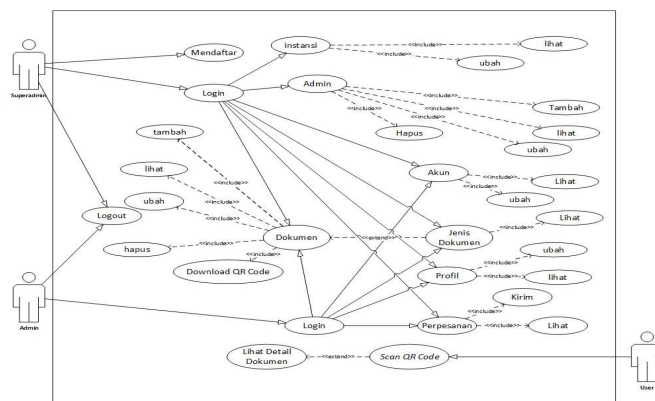 Superadmin
Mendaftar
Login
instansi
<<include>>
lihat
<<include>>
ubah
Admin
<<include>>
Tambah
<<include>>
lihat
<<include>>
ubah
<<include>>
Hapus
tambah
<<include>>
lihat
<<include>>
ubah
<<include>>
hapus
<<include>>
Dokumen
<<include>>
Download QR Code
Logout
Akun
<<include>>
Lihat
<<include>>
ubah
<<extend>>
Jenis
Dokumen
<<include>>
Lihat
Profil
<<include>>
ubah
<<include>>
lihat
Perpesanan
<<include>>
Kirim
<<include>>
Lihat
Admin
Login
Lihat Detail
Dokumen
<<extend>>
Scan QR Code
User